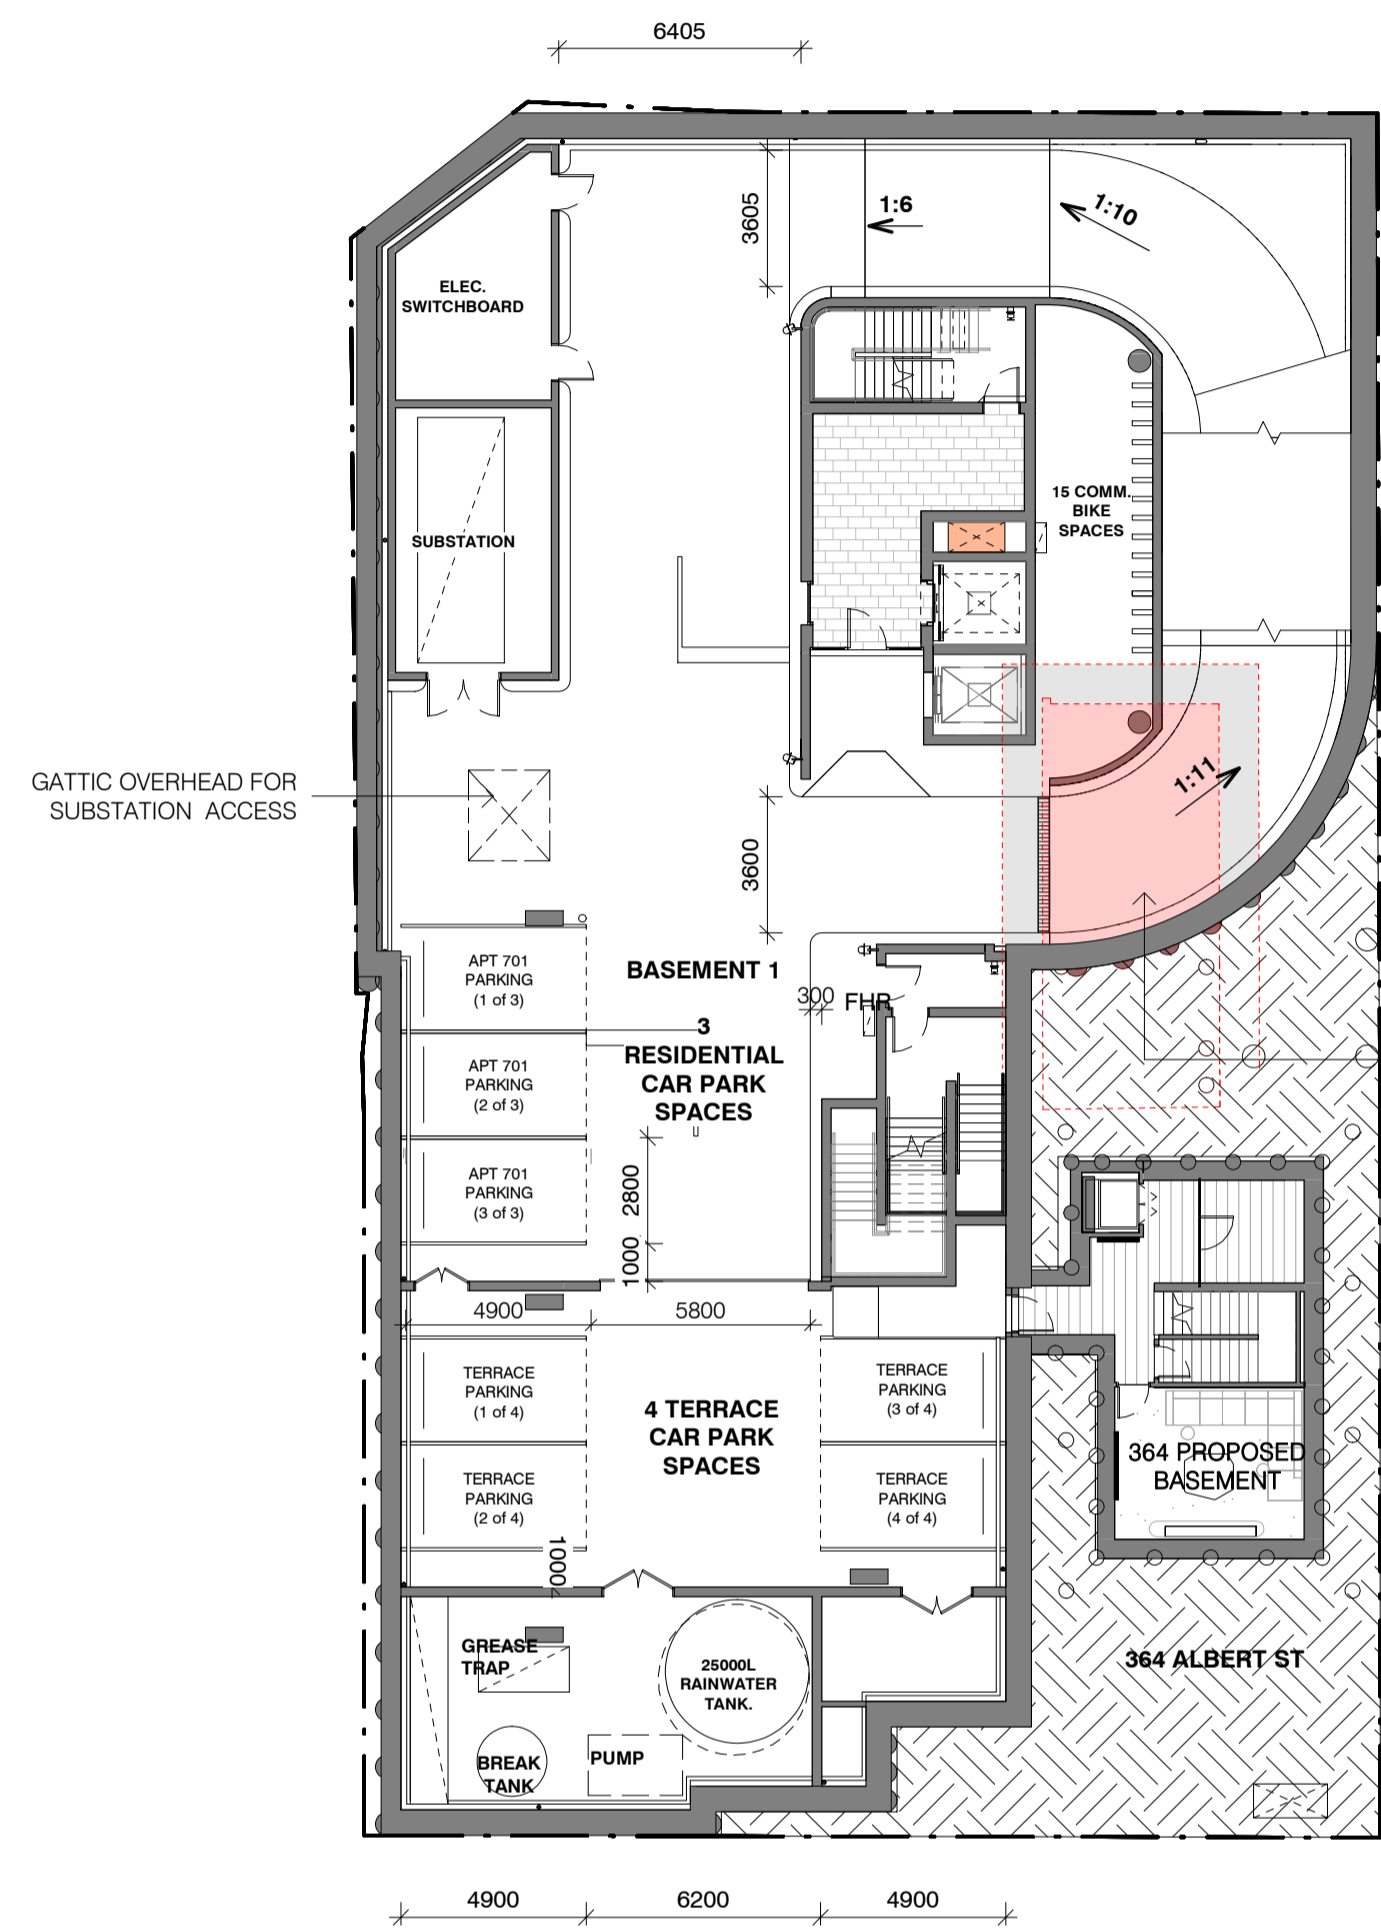 6405
3605
1:6
1:10
ELEC.
SWITCHBOARD
SUBSTATION
15 COMM.
BIKE
SPACES
GATTIC OVERHEAD FOR
SUBSTATION ACCESS
1:11
3600
APT 701
PARKING
(1 of 3)
BASEMENT 1
300
FHR
3
RESIDENTIAL
CAR PARK
SPACES
APT 701
PARKING
(2 of 3)
APT 701
PARKING
(3 of 3)
2800
1000
4900
5800
TERRACE
PARKING
(1 of 4)
4 TERRACE
CAR PARK
SPACES
TERRACE
PARKING
(3 of 4)
TERRACE
PARKING
(2 of 4)
TERRACE
PARKING
(4 of 4)
364 PROPOSED
BASEMENT
1000
GREASE
TRAP
25000L
RAINWATER
TANK.
364 ALBERT ST
BREAK
TANK
PUMP
4900
6200
4900